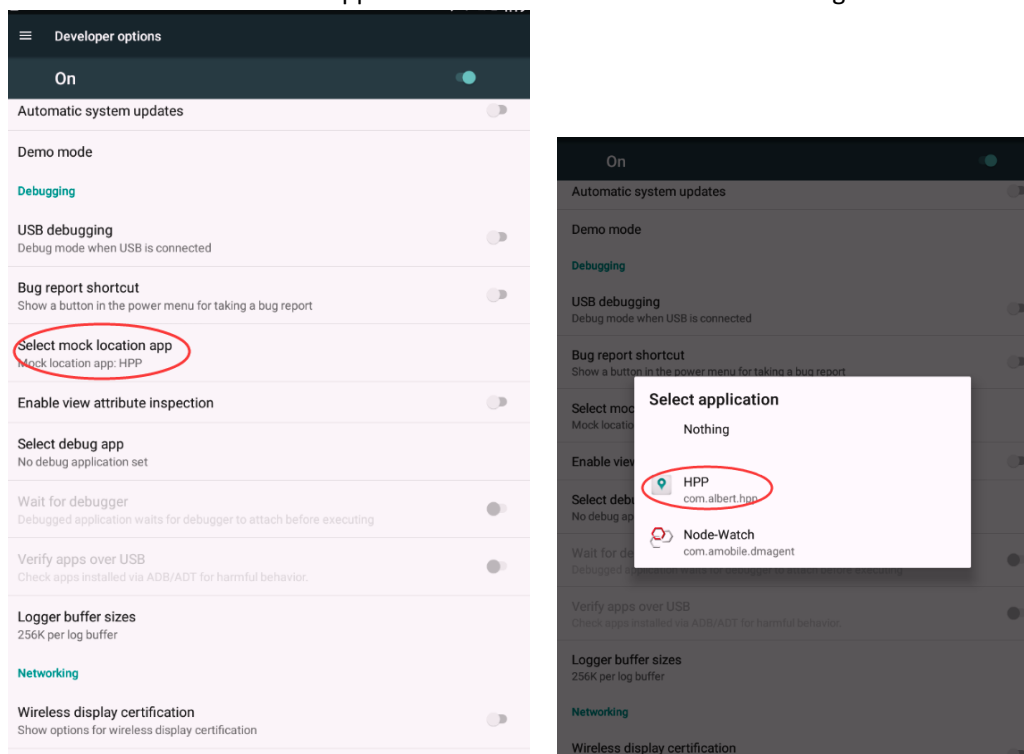 Developer options
On
Automatic system updates
Demo mode
Debugging
USB debugging
Debug mode when USB is connected
Bug report shortcut
Show a button in the power menu for taking a bug report
Select mock location app
Mock location app: HPP
Enable view attribute inspection
Select debug app
No debug application set
Wait for debugger
Debugged application waits for debugger to attach before executing
Verify apps over USB
Check apps installed via ADB/ADT for harmful behavior.
Logger buffer sizes
256K per log buffer
Networking
Wireless display certification
Show options for wireless display certification
On
Automatic system updates
Demo mode
Debugging
USB debugging
Debug mode when USB is connected
Bug report shortcut
Show a button in the power menu for taking a bug report
Select application
Nothing
HPP
com.albert.hpp
Node-Watch
com.amobile.dmagent
Select
Enable
Select
Wait for
Verify apps over USB
Check apps installed via ADB/ADT for harmful behavior.
Logger buffer sizes
256K per log buffer
Networking
Wireless display certification